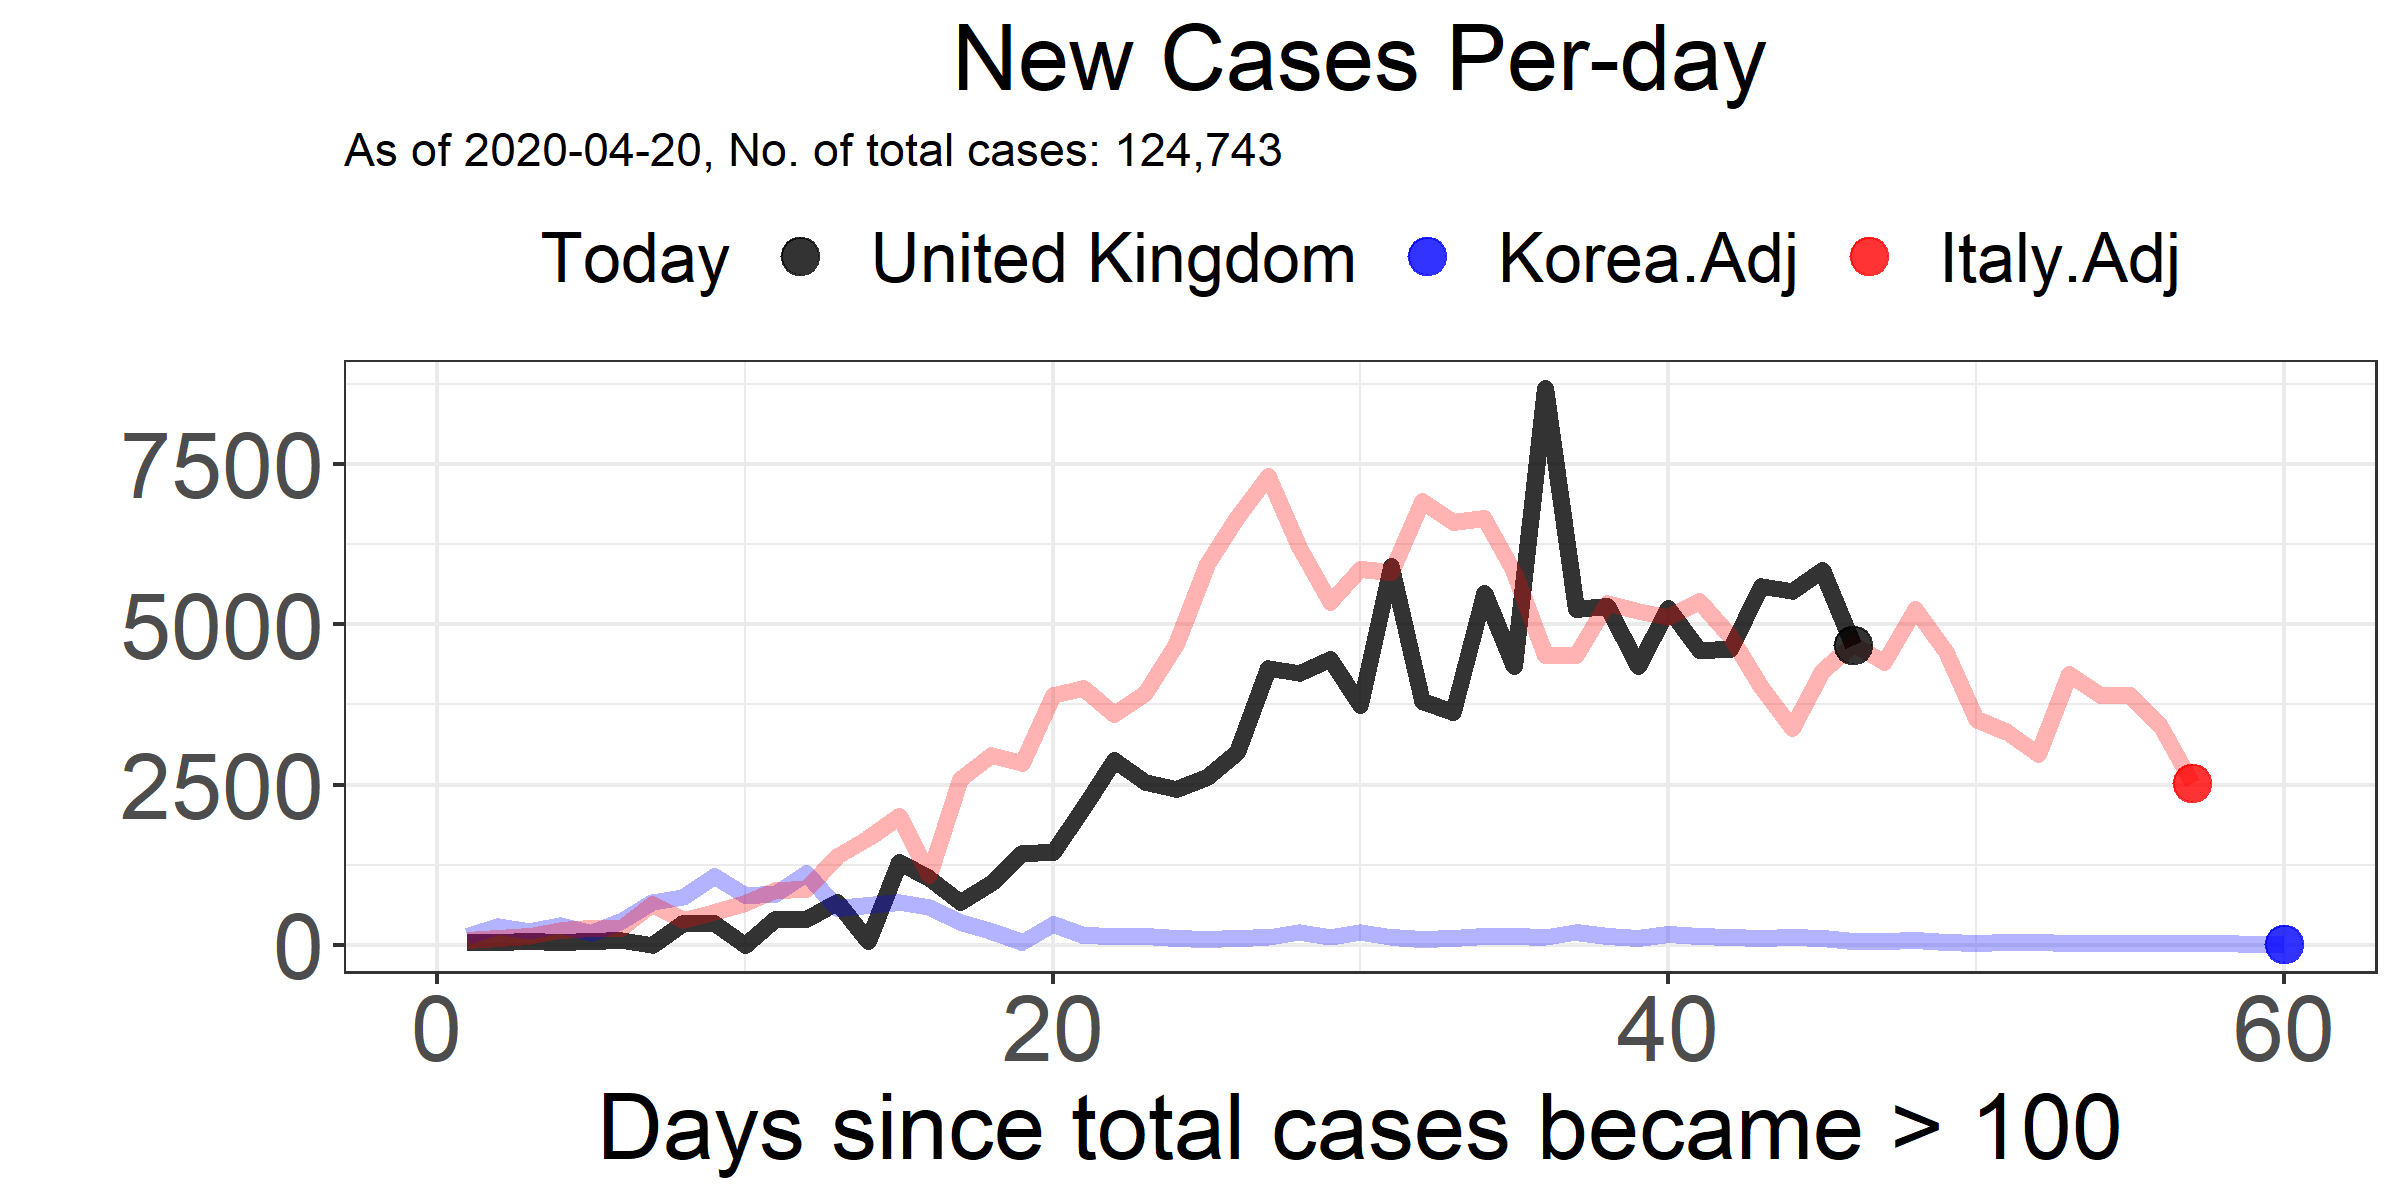 New Cases Per-day
As of 2020-04-20, No. of total cases: 124,743
Today United Kingdom Korea.Adj Italy.Adj
7500
5000
2500
0
0 20 40 60
Days since total cases became > 100